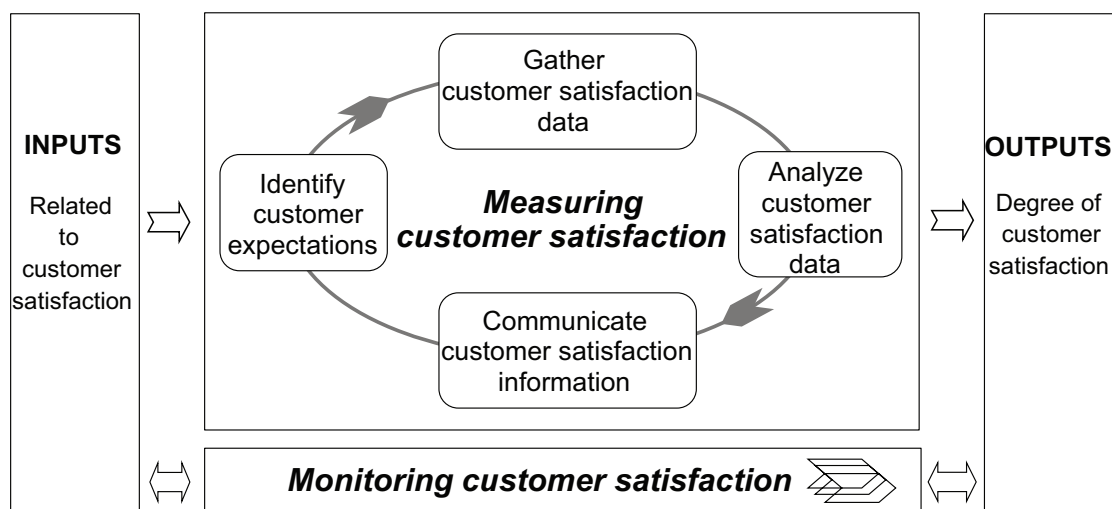 INPUTS
Related
to
customer
satisfaction
Gather
customer satisfaction
data
Identify
customer
expectations
Measuring
customer satisfaction
Analyze
customer
satisfaction
data
Communicate
customer satisfaction
information
OUTPUTS
Degree of
customer
satisfaction
Monitoring customer satisfaction